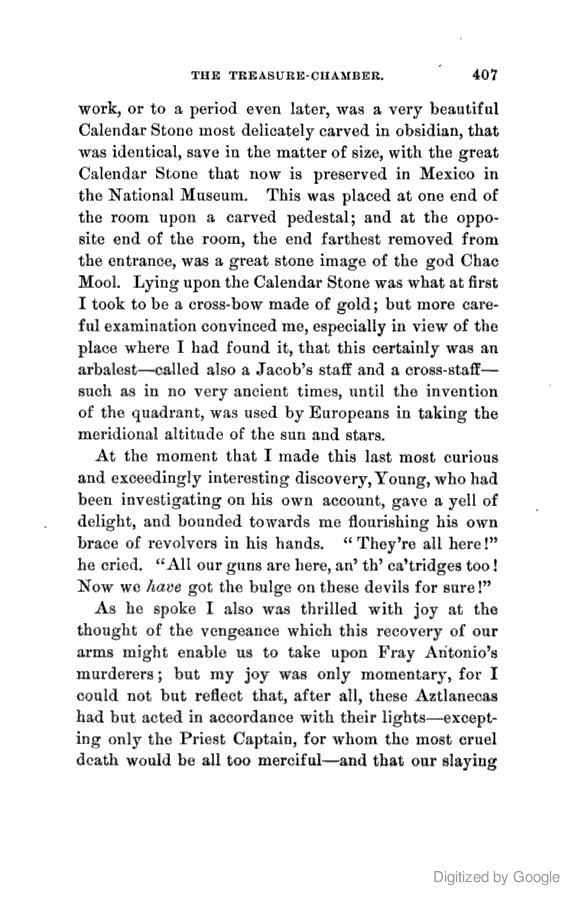 THE TREASURE-CHAMBER. 407
work, or to a period even later, was a very beautiful
Calendar Stone most delicately carved in obsidian, that
was identical, save in the matter of size, with the great
Calendar Stone that now is preserved in Mexico in
the National Museum. This was placed at one end of
the room upon a carved pedestal; and at the oppo-
site end of the room, the end farthest removed from
the entrance, was a great stone image of the god Chac
Mool. Lying upon the Calendar Stone was what at first
I took to be a cross-bow made of gold; but more care-
ful examination convinced me, especially in view of the
place where I had found it, that this certainly was an
arbalest—called also a Jacob's staff and a cross-staff—
such as in no very ancient times, until the invention
of the quadrant, was used by Europeans in taking the
meridional altitude of the sun and stars.
At the moment that I made this last most curious
and exceedingly interesting discovery, Young, who had
been investigating on his own account, gave a yell of
delight, and bounded towards me flourishing his own
brace of revolvers in his hands. "They're all here!"
he cried. "All our guns are here, an' th' ca'tridges too!
Now we have got the bulge on these devils for sure!"
As he spoke I also was thrilled with joy at the
thought of the vengeance which this recovery of our
arms might enable us to take upon Fray Antonio's
murderers; but my joy was only momentary, for I
could not but reflect that, after all, these Aztlanecas
had but acted in accordance with their lights—except-
ing only the Priest Captain, for whom the most cruel
death would be all too merciful—and that our slaying
Digitized by Google